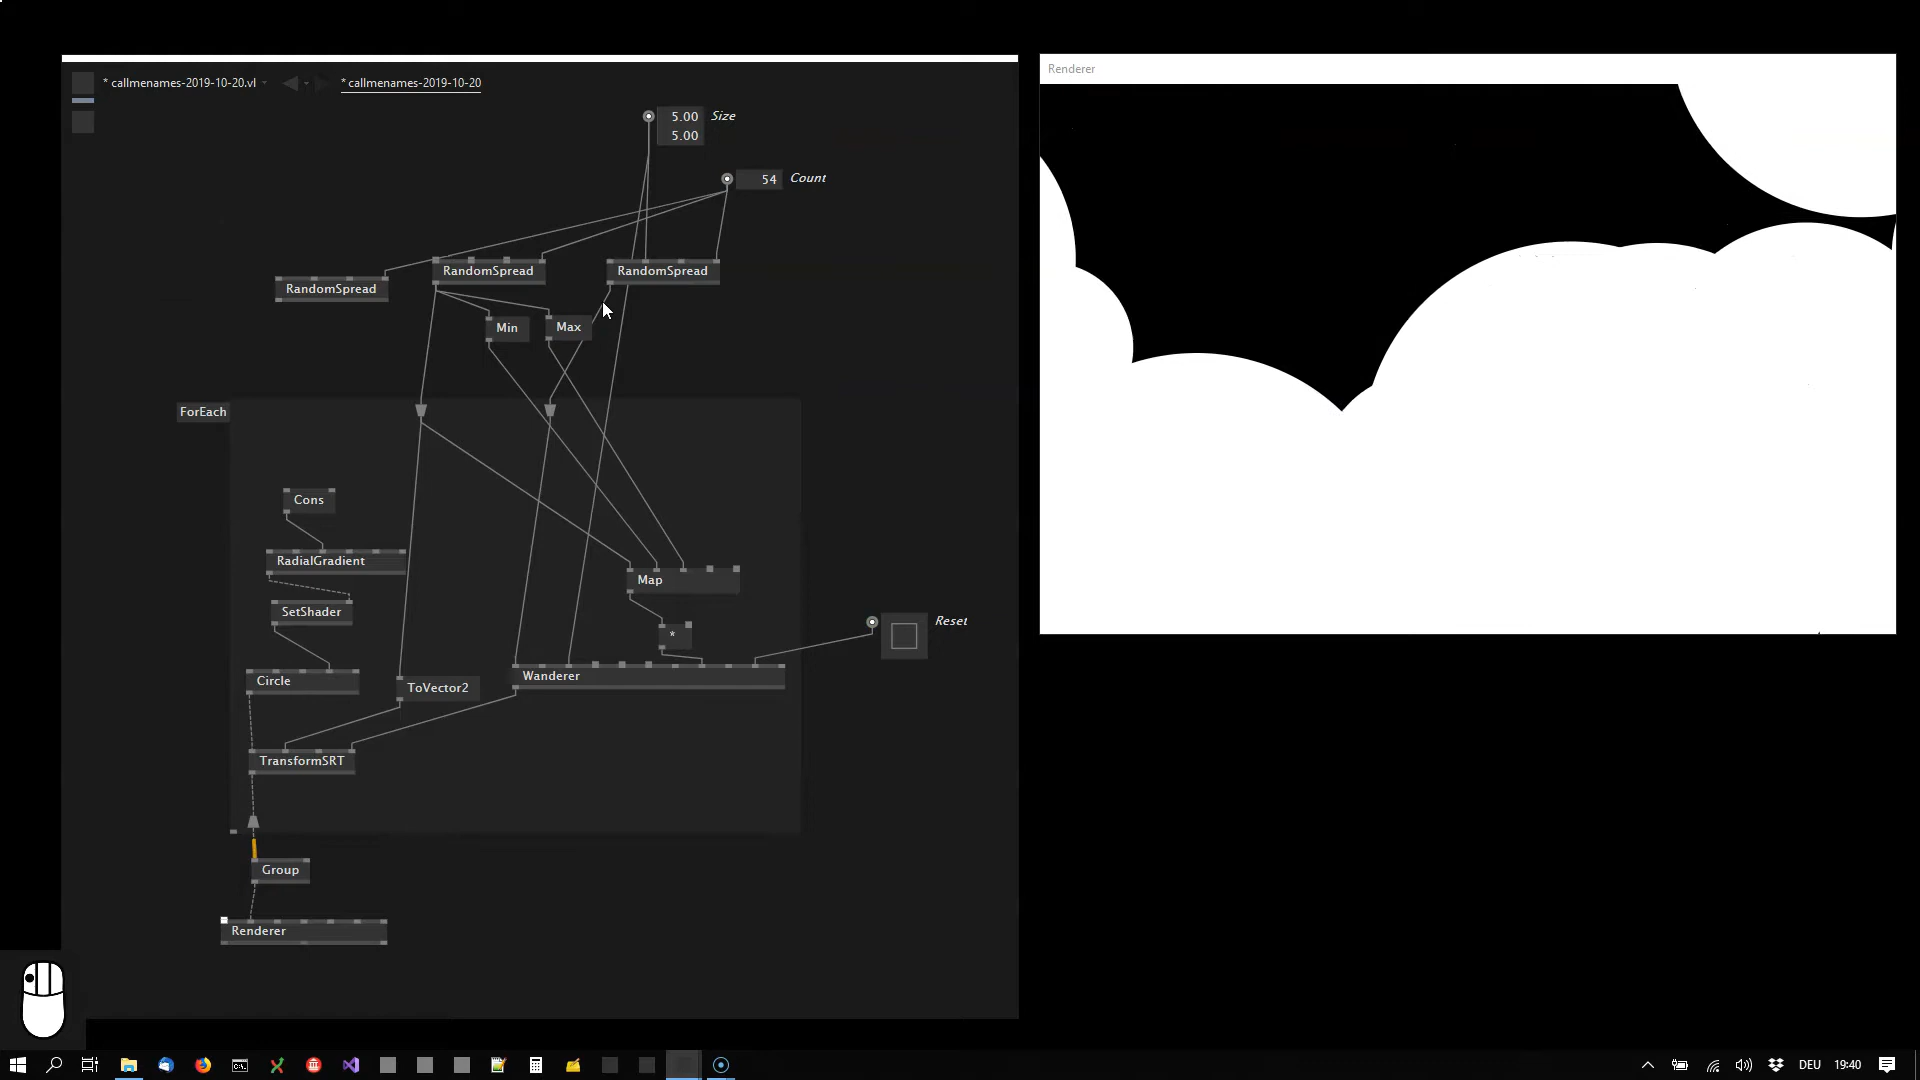 * callmenames-2019-10-20.vl
* callmenames-2019-10-20
Renderer
5.00
5.00
Size
54
Count
RandomSpread
RandomSpread
RandomSpread
Min
Max
ForEach
Cons
RadialGradient
Map
SetShader
Reset
*
Circle
ToVector2
Wanderer
TransformSRT
Group
Renderer
DEU
19:40